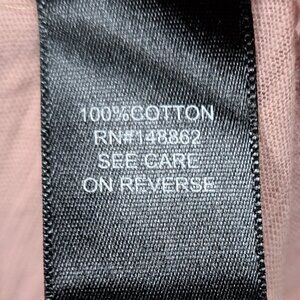 100%COTTON
RN#148862
SEE CARE
ON REVERSE